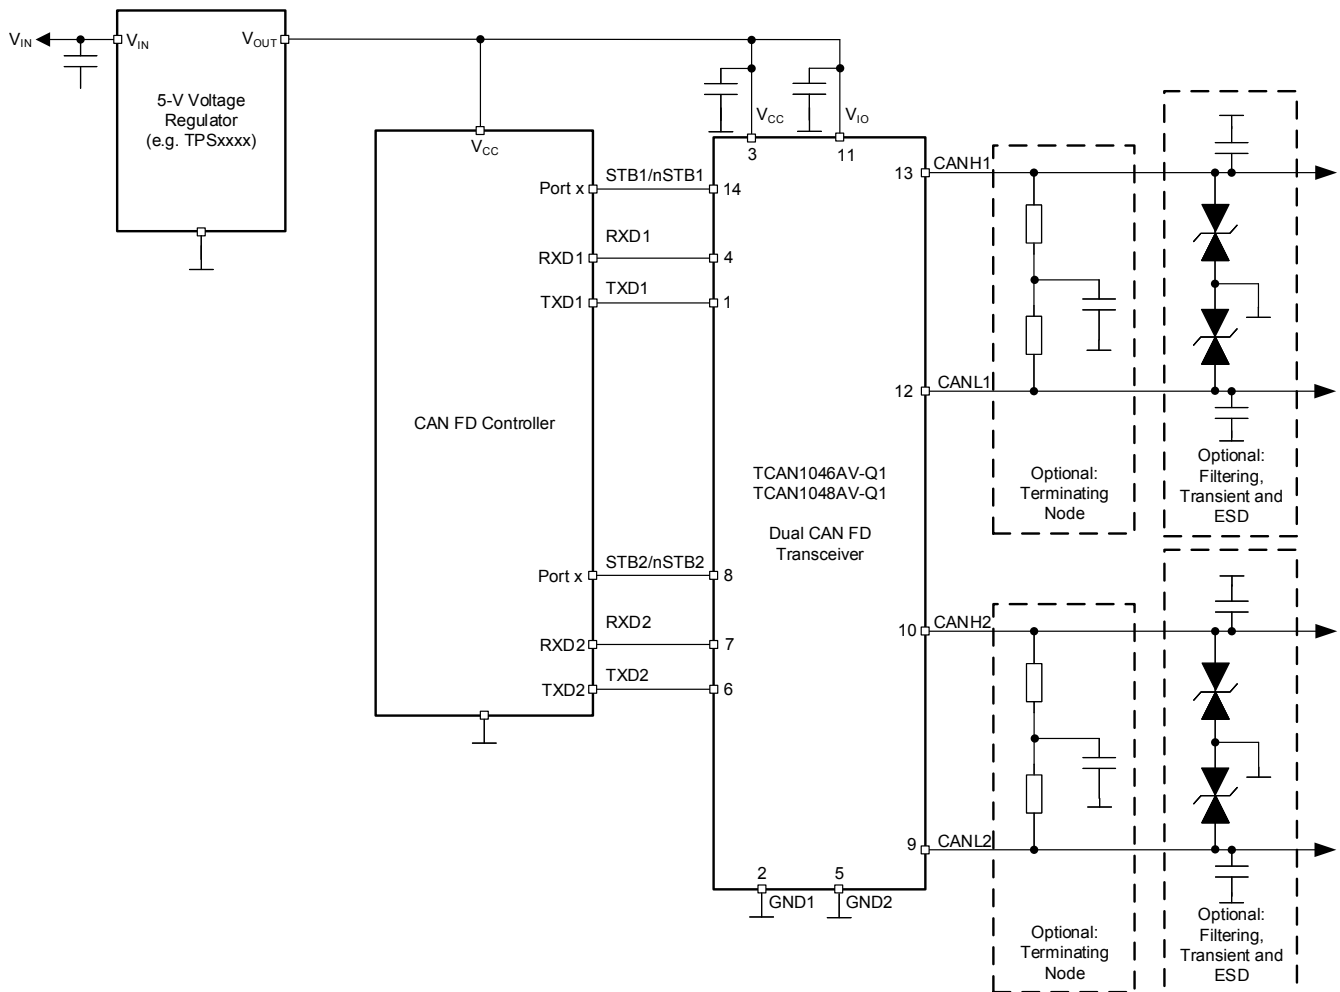 VIN
VIN
VOUT
5-V Voltage
Regulator
(e.g. TPSxxxx)
VCC
VCC
3
VIO
11
Port x
STB1/nSTB1
14
RXD1
RXD1
4
TXD1
TXD1
1
13
CANH1
12
CANL1
CAN FD Controller
TCAN1046AV-Q1
TCAN1048AV-Q1
Dual CAN FD
Transceiver
Optional:
Terminating
Node
Optional:
Filtering,
Transient and
ESD
Port x
STB2/nSTB2
8
RXD2
RXD2
7
TXD2
TXD2
6
10
CANH2
9
CANL2
2
GND1
5
GND2
Optional:
Terminating
Node
Optional:
Filtering,
Transient and
ESD